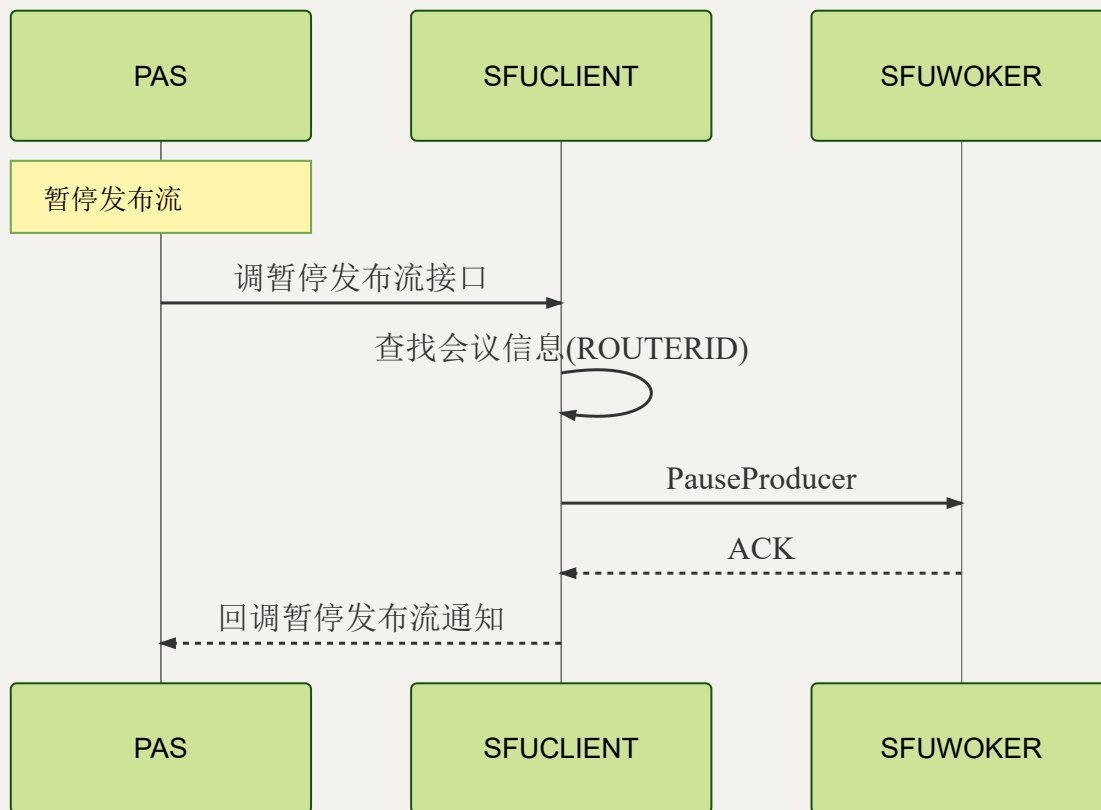 PAS
SFUCLIENT
SFUWOKER
暂停发布流
调暂停发布流接口
查找会议信息(ROUTERID)
PauseProducer
ACK
回调暂停发布流通知
PAS
SFUCLIENT
SFUWOKER